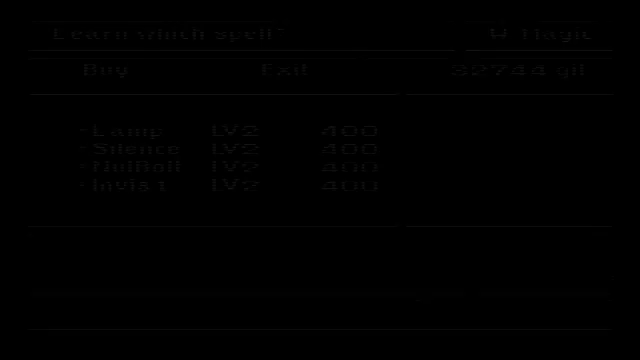 Learn which spell? W Magic
Buy Exit 32744 gil
Lamp LV2 400
Silence LV2 400
NulBolt LV2 400
Invis 1 LV2 400